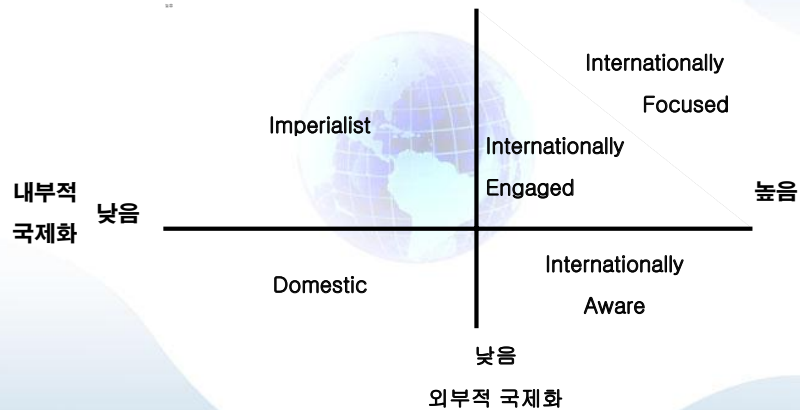 Internationally
Focused
Imperialist
Internationally
Engaged
내부적
국제화
낮음
높음
Internationally
Aware
Domestic
낮음
외부적 국제화